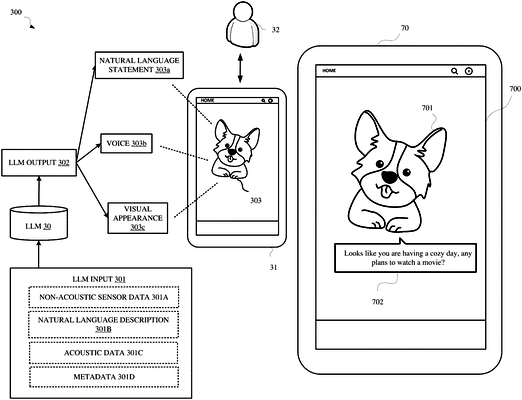 300
32
70
NATURAL LANGUAGE
STATEMENT 303a
HOME
HOME
700
701
VOICE 303b
LLM OUTPUT 302
303
VISUAL
APPEARANCE
303c
LLM 30
31
Looks like you are having a cozy day, any
plans to watch a movie?
702
LLM INPUT 301
NON-ACOUSTIC SENSOR DATA 301A
NATURAL LANGUAGE DESCRIPTION
301B
ACOUSTIC DATA 301C
METADATA 301D